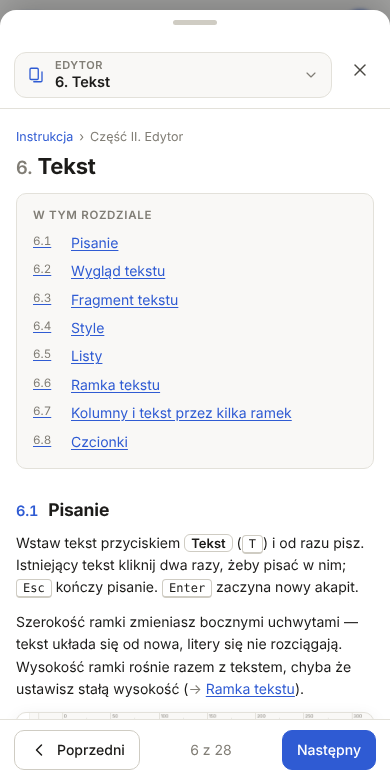 EDYTOR
6. Tekst
Instrukcja › Część II. Edytor
6. Tekst
W TYM ROZDZIALE
6.1 Pisanie
6.2 Wygląd tekstu
6.3 Fragment tekstu
6.4 Style
6.5 Listy
6.6 Ramka tekstu
6.7 Kolumny i tekst przez kilka ramek
6.8 Czcionki
6.1 Pisanie
Wstaw tekst przyciskiem Tekst (T) i od razu pisz.
Istniejący tekst kliknij dwa razy, żeby pisać w nim;
Esc kończy pisanie. Enter zaczyna nowy akapit.
Szerokość ramki zmieniasz bocznymi uchwytami —
tekst układa się od nowa, litery się nie rozciągają.
Wysokość ramki rośnie razem z tekstem, chyba że
ustawisz stałą wysokość (→ Ramka tekstu).
Poprzedni 6 z 28 Następny